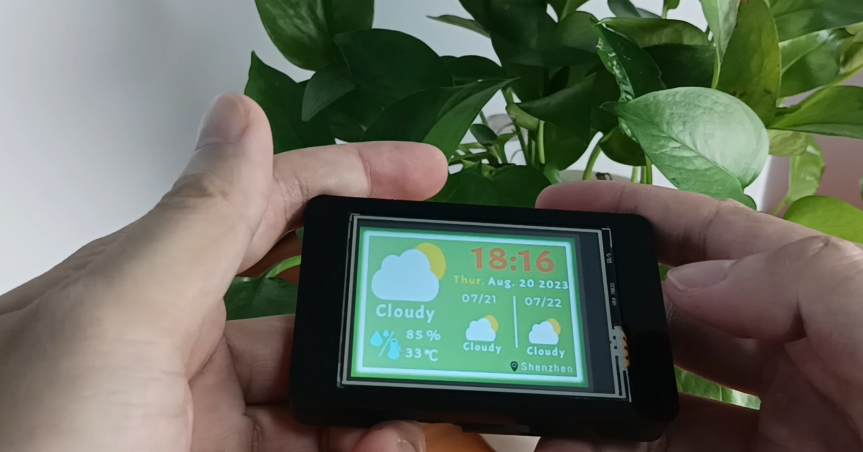 18:16
Thur. Aug. 20 2023
Cloudy
07/21
07/22
85 %
33 ℃
Cloudy
Cloudy
Shenzhen